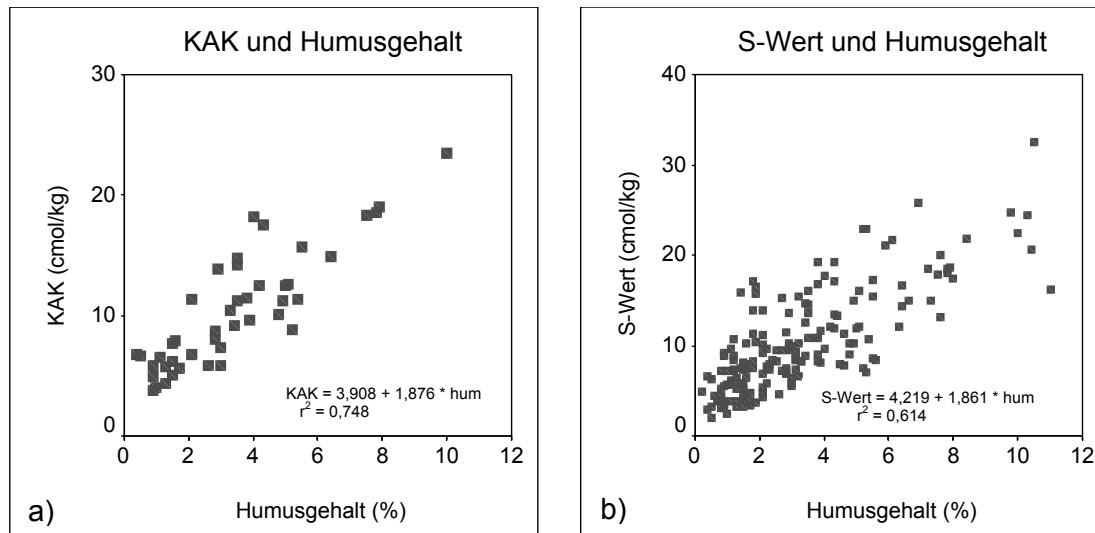 KAK und Humusgehalt
30
20
10
0
KAK (cmol/kg)
KAK = 3,908 + 1,876 * hum
r² = 0,748
0 2 4 6 8 10 12
Humusgehalt (%)
a)
S-Wert und Humusgehalt
40
30
20
10
0
S-Wert (cmol/kg)
S-Wert = 4,219 + 1,861 * hum
r² = 0,614
0 2 4 6 8 10 12
Humusgehalt (%)
b)